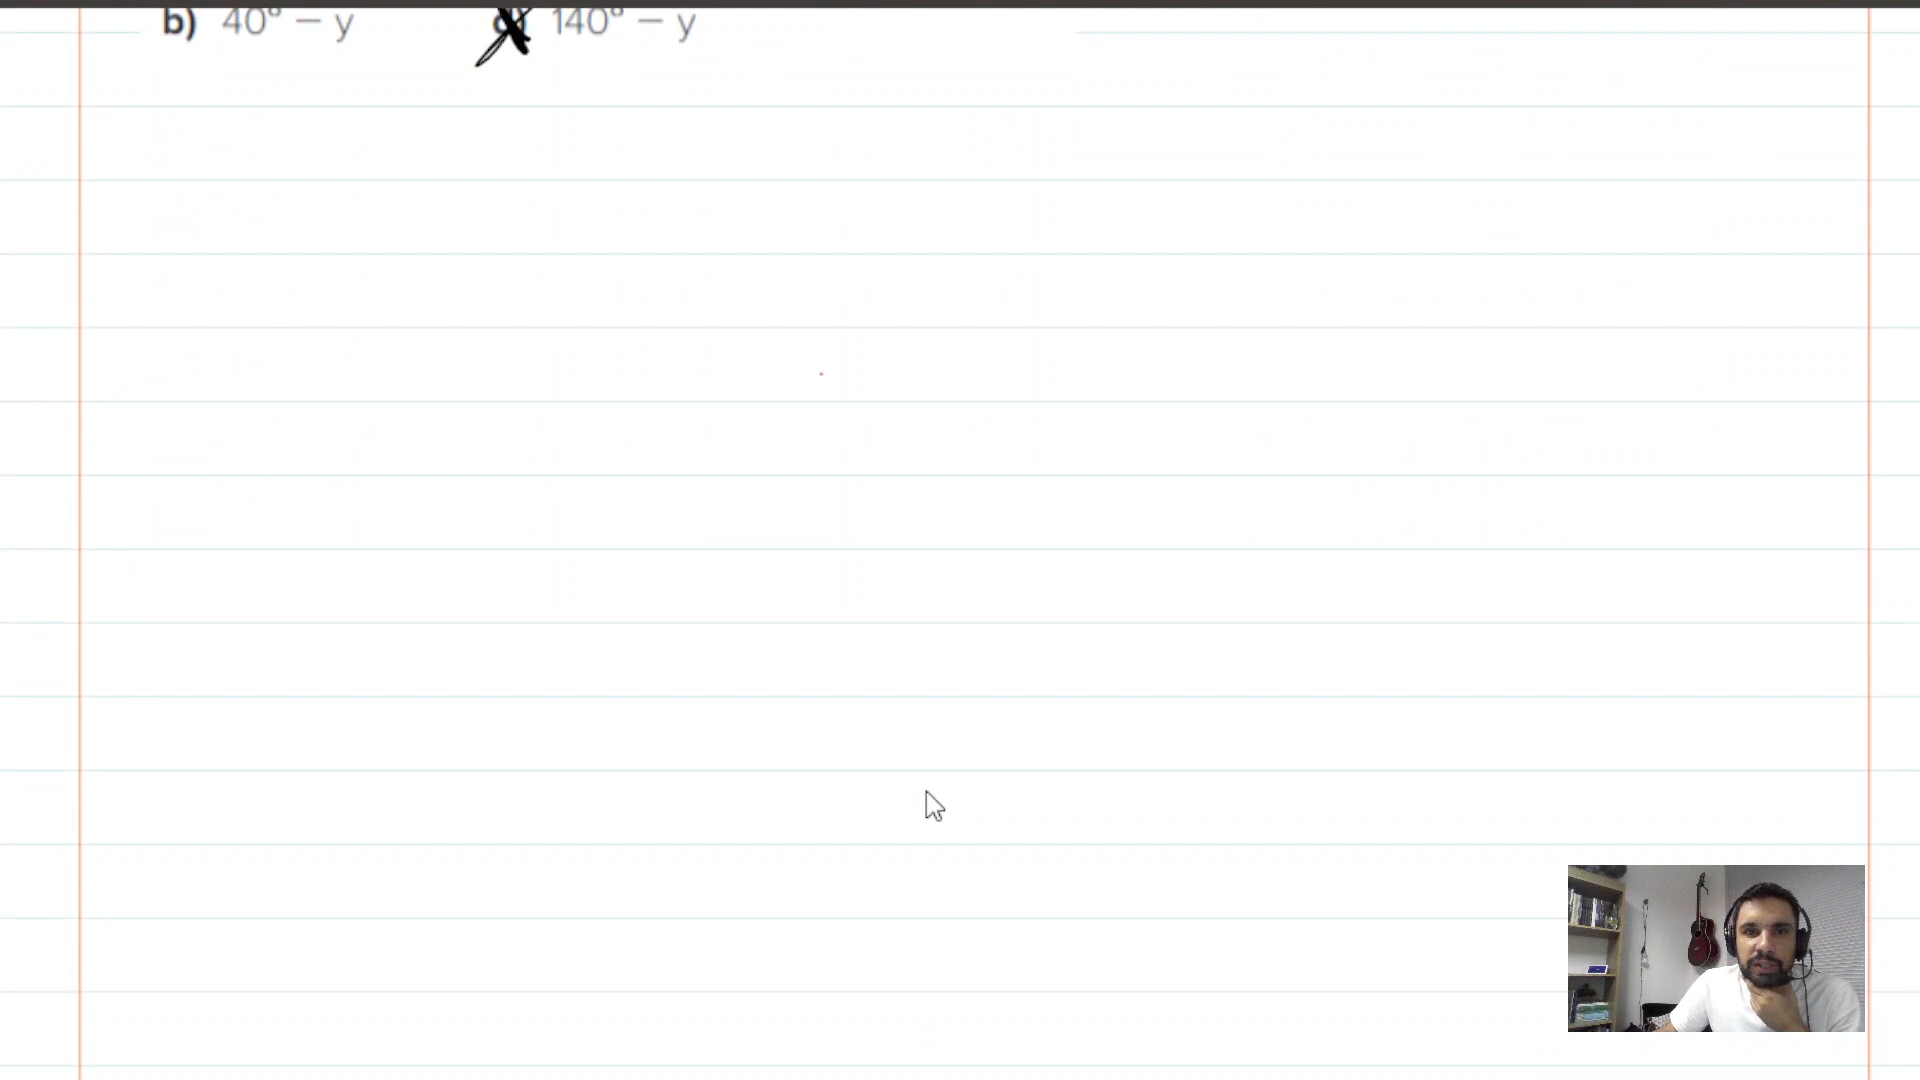 b) 40° – y d) 140° – y